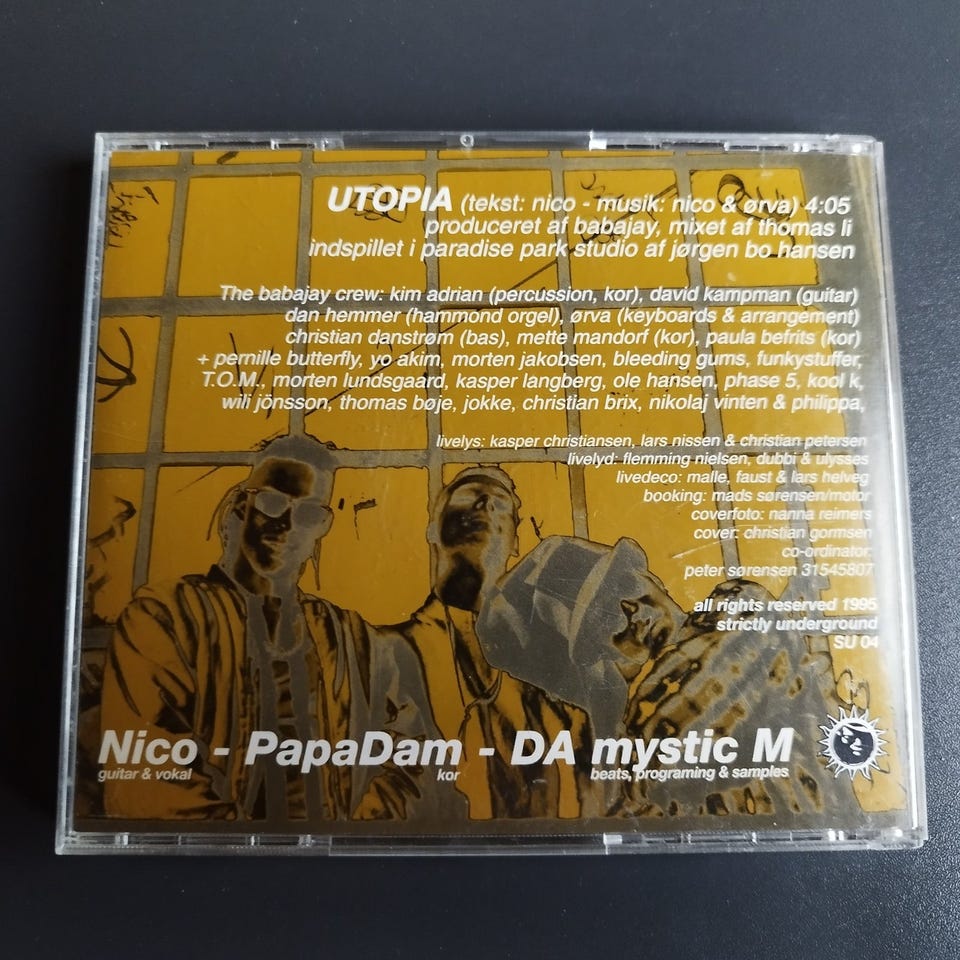 UTOPIA (tekst: nico - musik: nico & ørva) 4:05
produceret af babajay, mixet af thomas li
indspillet i paradise park studio af jørgen bo hansen
The babajay crew: kim adrian (percussion, kor), david kampman (guitar)
dan hemmer (hammond orgel), ørva (keyboards & arrangement)
christian danstrøm (bas), mette mandorf (kor), paula befrits (kor)
+ pernille butterfly, yo akim, morten jakobsen, bleeding gums, funkystuffer,
T.O.M., morten lundsgaard, kasper langberg, ole hansen, phase 5, kool k,
wili jönsson, thomas bøje, jokke, christian brix, nikolaj vinten & philippa,
livelys: kasper christiansen, lars nissen & christian petersen
livelyd: flemming nielsen, dubbi & ulysses
livedeco: malle, faust & lars helveg
booking: mads sørensen/motor
coverfoto: nanna reimers
cover: christian gormsen
co-ordinator:
peter sørensen 31545807
all rights reserved 1995
strictly underground
SU 04
Nico - PapaDam - DA mystic M
guitar & vokal kor beats, programing & samples